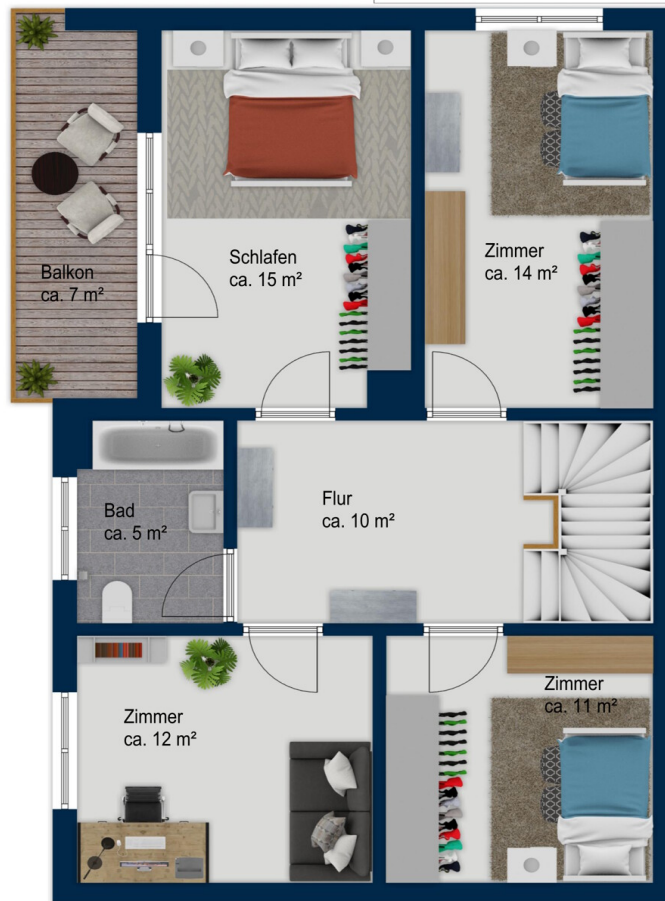 Schlafen
ca. 15 m²
Zimmer
ca. 14 m²
Balkon
ca. 7 m²
Bad
ca. 5 m²
Flur
ca. 10 m²
Zimmer
ca. 12 m²
Zimmer
ca. 11 m²